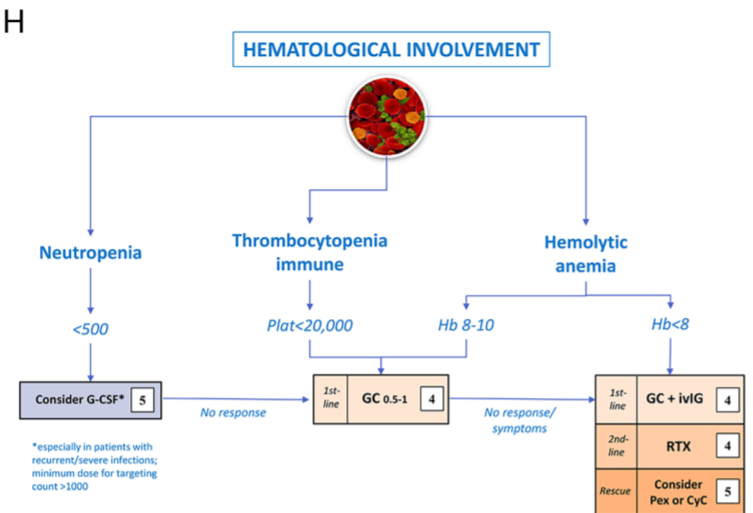 H
HEMATOLOGICAL INVOLVEMENT
Neutropenia
Thrombocytopenia
immune
Hemolytic
anemia
<500
Plat<20,000
Hb 8-10
Hb<8
Consider G-CSF* 5
No response
1st-
line
GC 0.5-1 4
No response/
symptoms
1st-
line
GC + ivIG 4
2nd-
line
RTX 4
Rescue
Consider
Pex or CyC 5
*especially in patients with
recurrent/severe infections;
minimum dose for targeting
count >1000